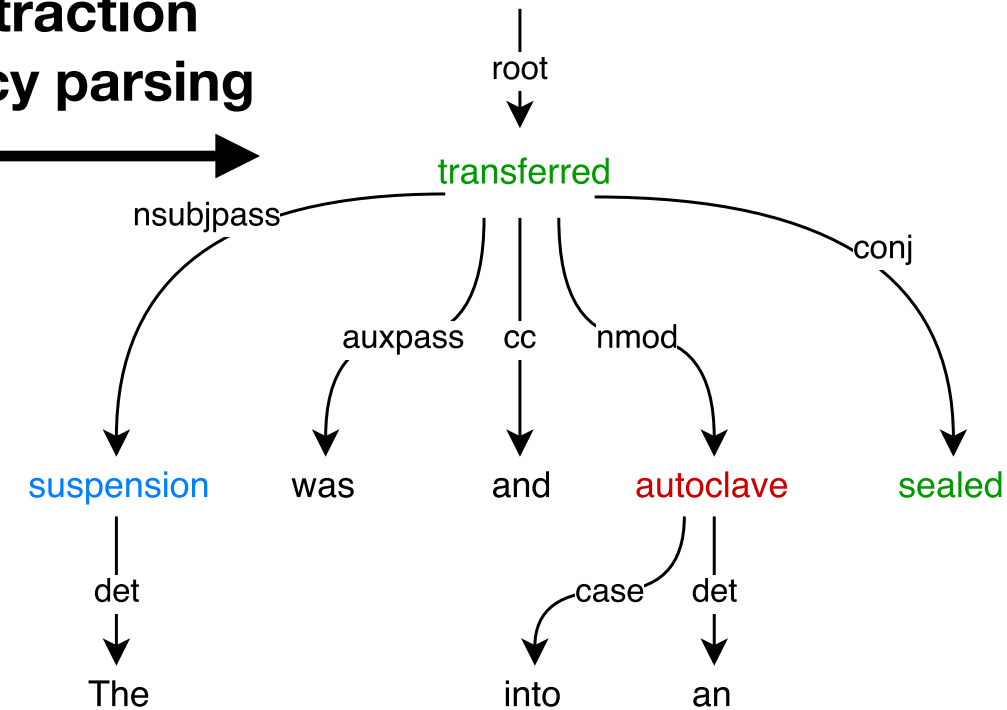 traction
cy parsing
root
transferred
nsubjpass
conj
auxpass cc nmod
suspension was and autoclave sealed
det case det
The into an